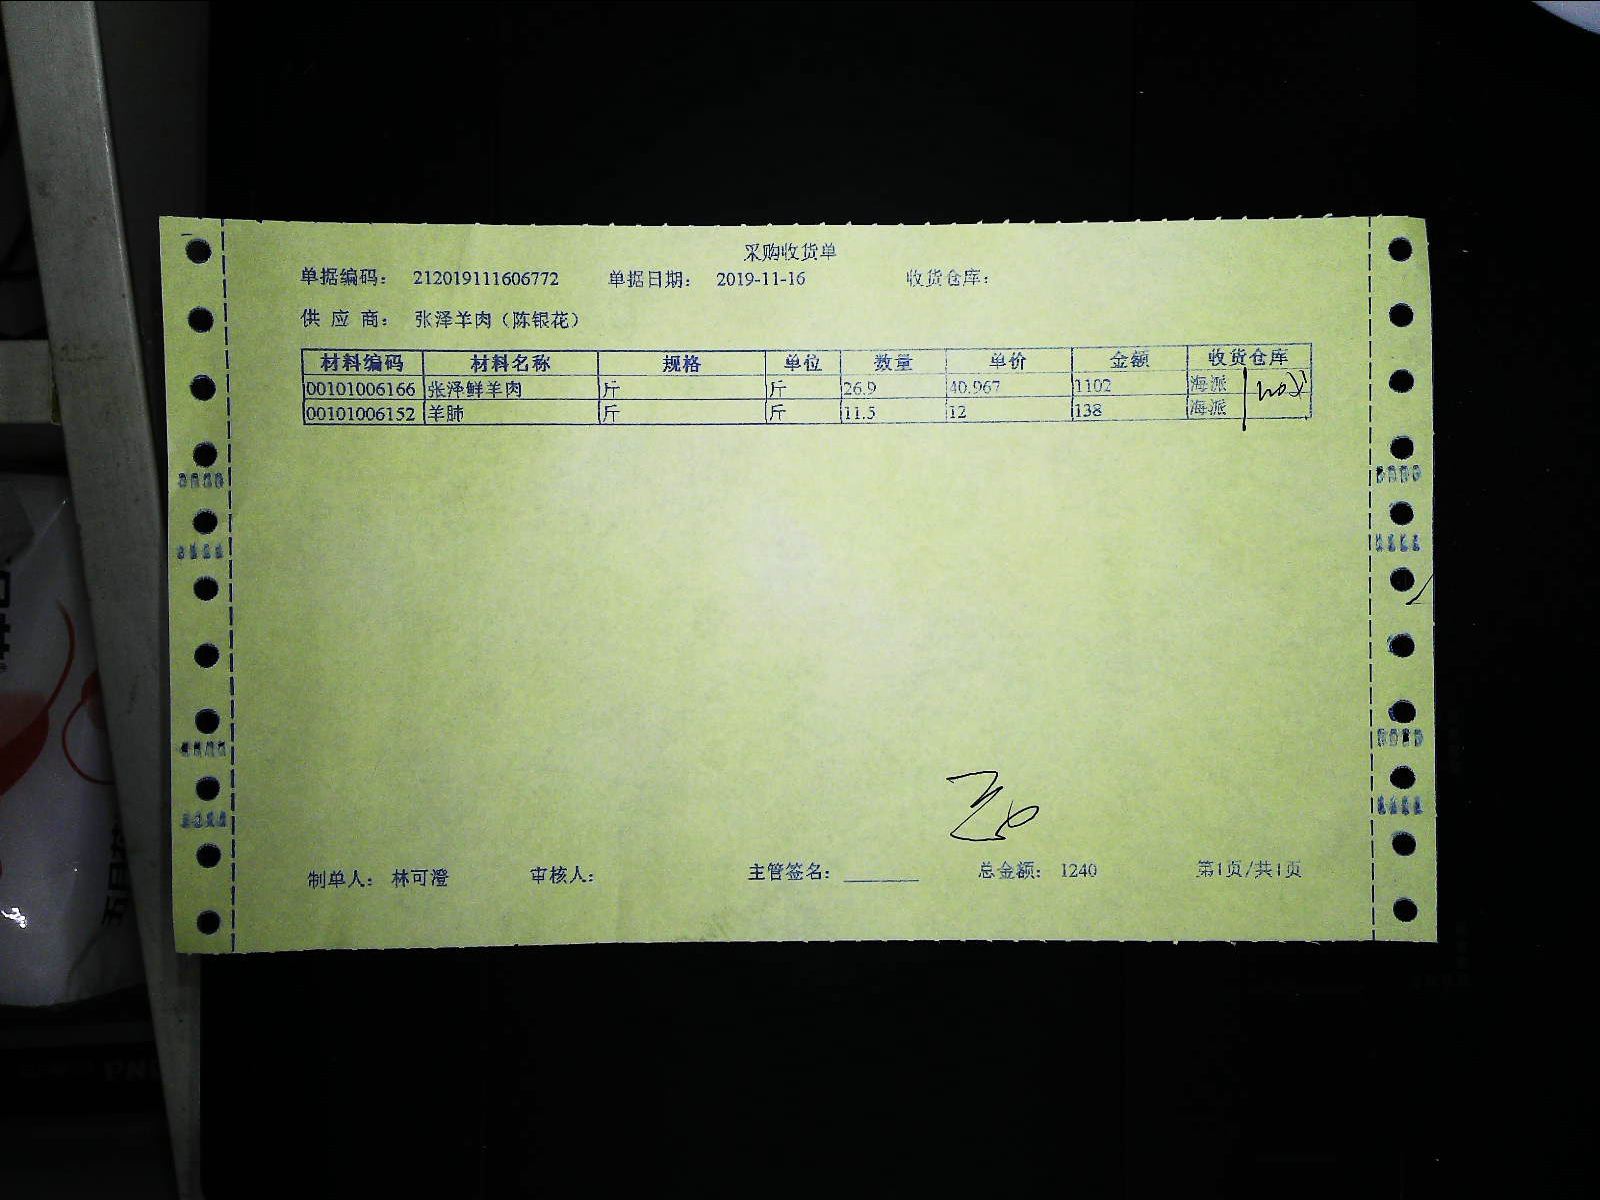 采购收货单
单据编码： 212019111606772 单据日期： 2019-11-16 收货仓库：
供 应 商： 张泽羊肉（陈银花）
材料编码 材料名称 规格 单位 数量 单价 金额 收货仓库
00101006166 张泽鲜羊肉 斤 斤 26.9 40.967 1102 海派
00101006152 羊肺 斤 斤 11.5 12 138 海派
制单人： 林可澄 审核人： 主管签名： 总金额： 1240 第1页/共1页